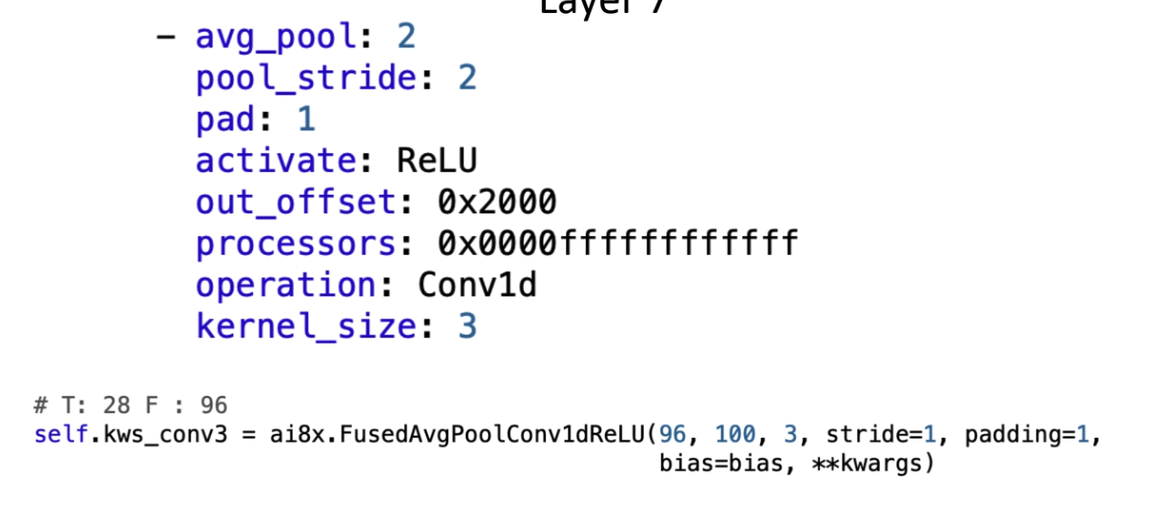 Layer 7
- avg_pool: 2
pool_stride: 2
pad: 1
activate: ReLU
out_offset: 0x2000
processors: 0x0000ffffffffffff
operation: Conv1d
kernel_size: 3
# T: 28 F : 96
self.kws_conv3 = ai8x.FusedAvgPoolConv1dReLU(96, 100, 3, stride=1, padding=1,
bias=bias, **kwargs)